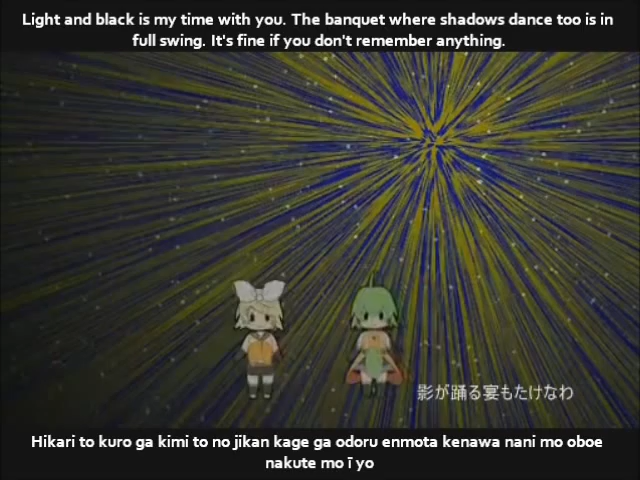 Light and black is my time with you. The banquet where shadows dance too is in
full swing. It's fine if you don't remember anything.
影が踊る宴もたけなわ
Hikari to kuro ga kimi to no jikan kage ga odoru enmota kenawa nani mo oboe
nakute mo ī yo